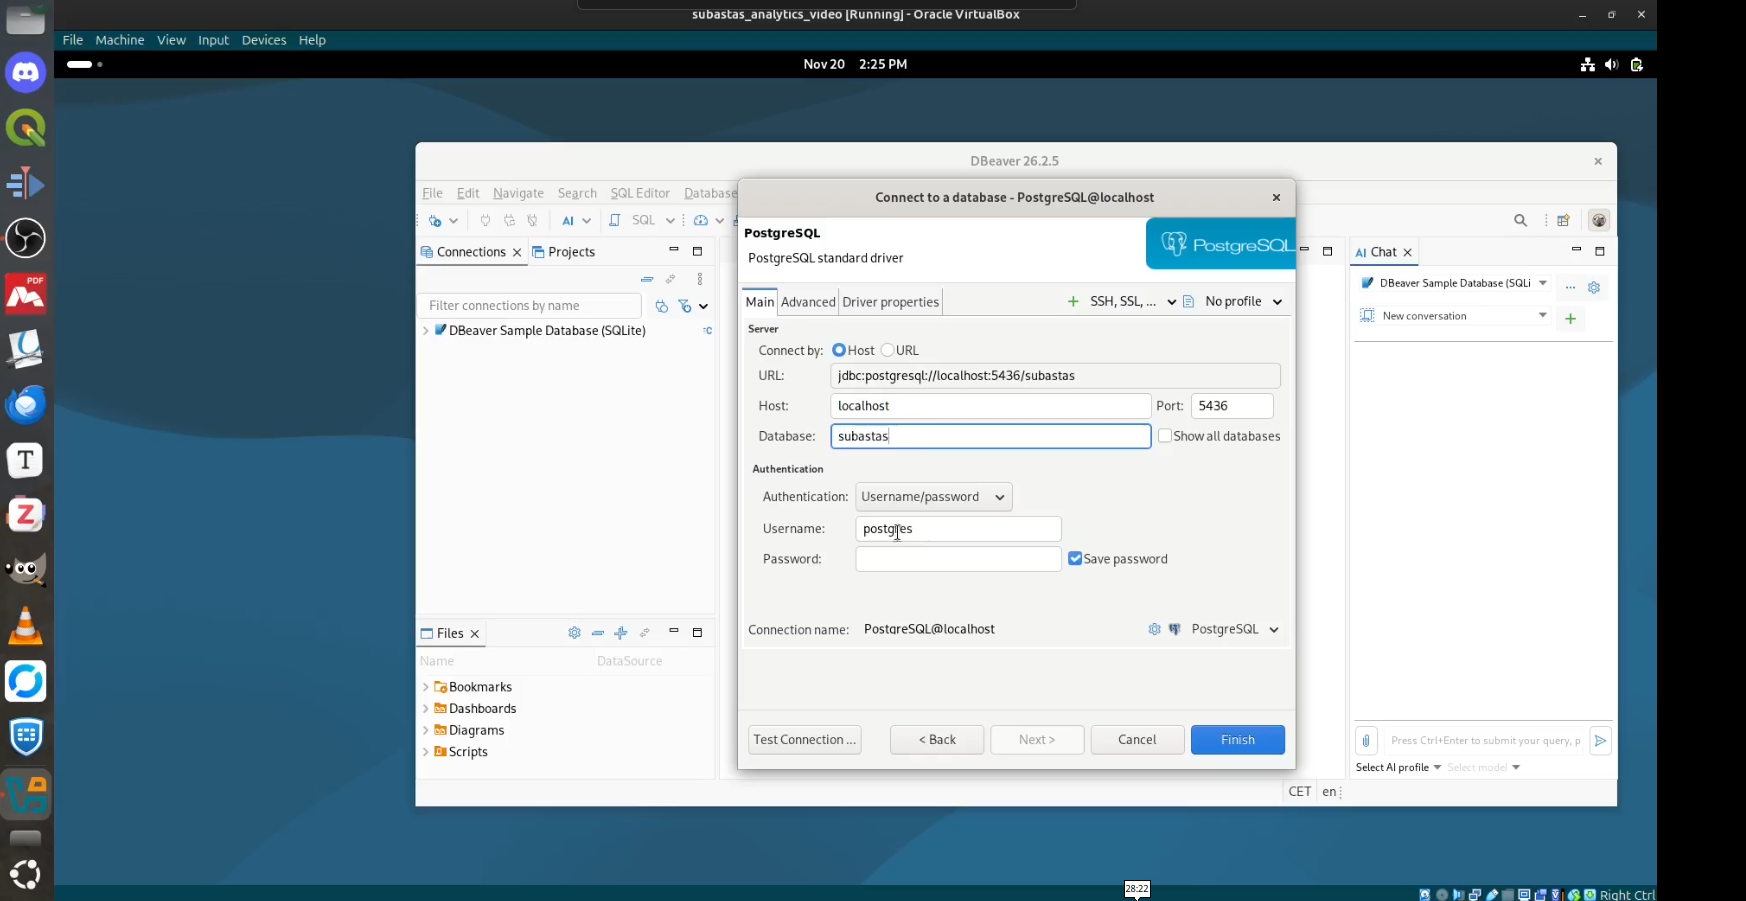 subastas_analytics_video [Running] - Oracle VirtualBox
File Machine View Input Devices Help
Nov 20 2:25 PM
DBeaver 26.2.5
File Edit Navigate Search SQL Editor Database
Connect to a database - PostgreSQL@localhost
AI SQL
PostgreSQL
PostgreSQL standard driver
PostgreSQL
Connections Projects
AI Chat
DBeaver Sample Database (SQLi
Main Advanced Driver properties SSH, SSL, ... No profile
Filter connections by name
New conversation
DBeaver Sample Database (SQLite)
Server
Connect by: Host URL
URL: jdbc:postgresql://localhost:5436/subastas
Host: localhost Port: 5436
Database: subastas Show all databases
Authentication
Authentication: Username/password
Username: postgres
Password: Save password
Connection name: PostgreSQL@localhost PostgreSQL
Files
Name DataSource
Bookmarks
Dashboards
Diagrams
Scripts
Test Connection ... < Back Next > Cancel Finish
Press Ctrl+Enter to submit your query, p
Select AI profile Select model
CET en
28:22
Right Ctrl
PDF
T
Z